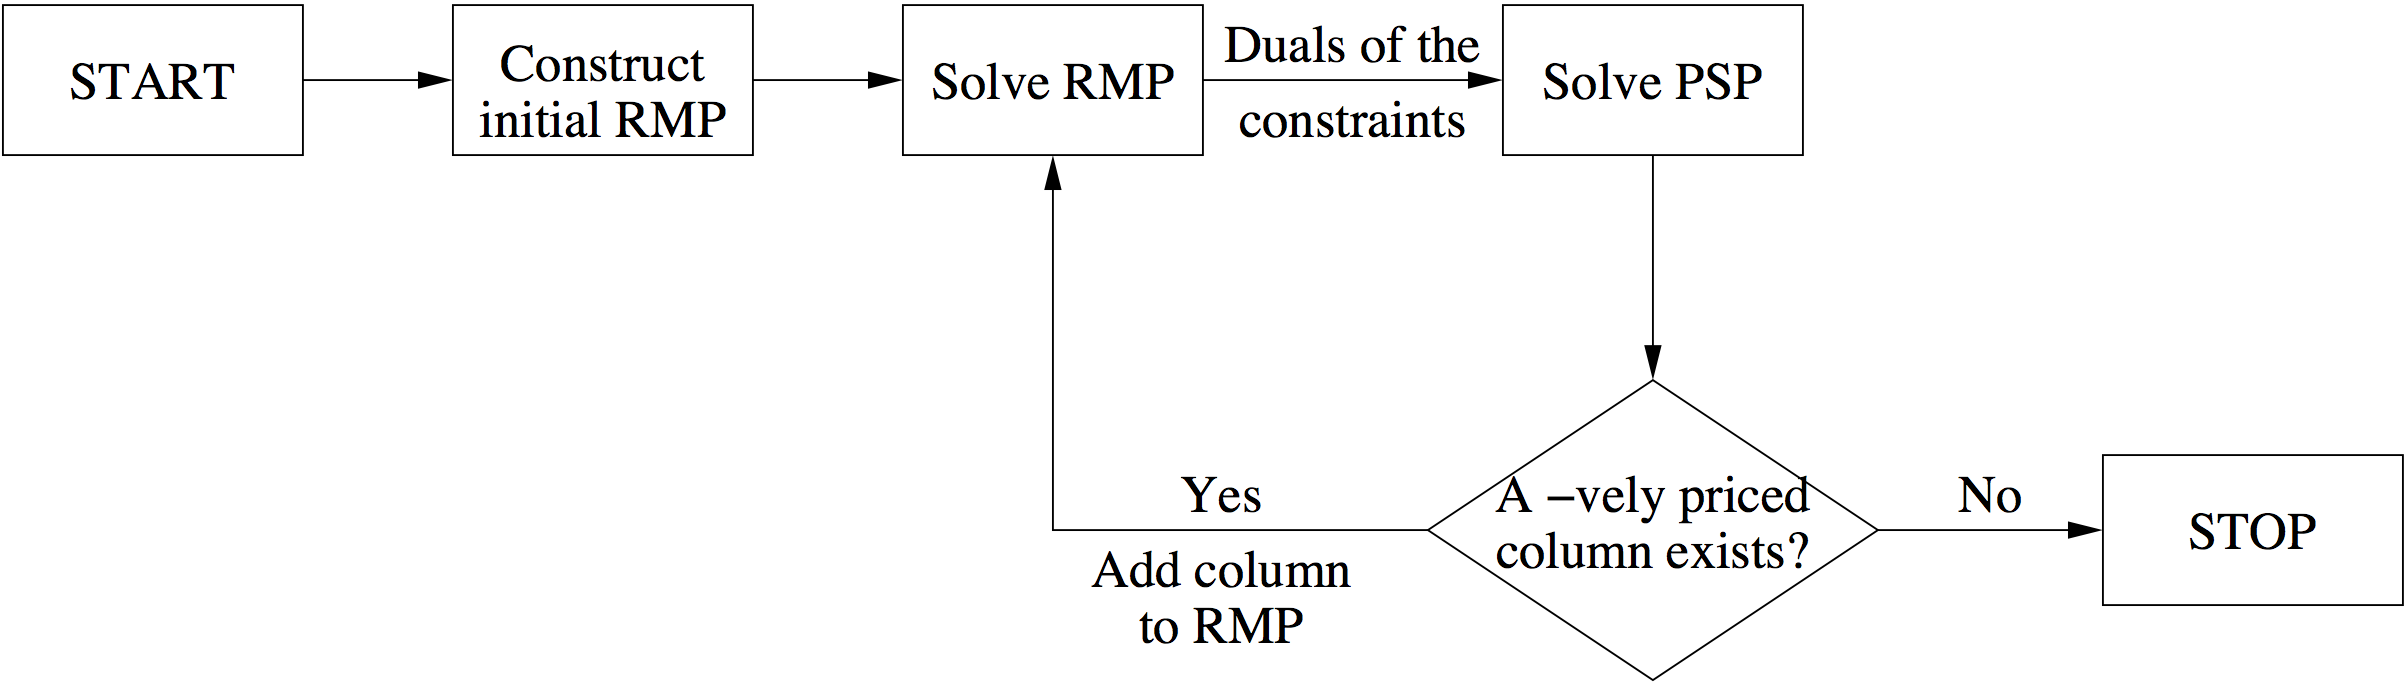 START
Construct
initial RMP
Solve RMP
Duals of the
constraints
Solve PSP
A −vely priced
column exists?
Yes
Add column
to RMP
No
STOP